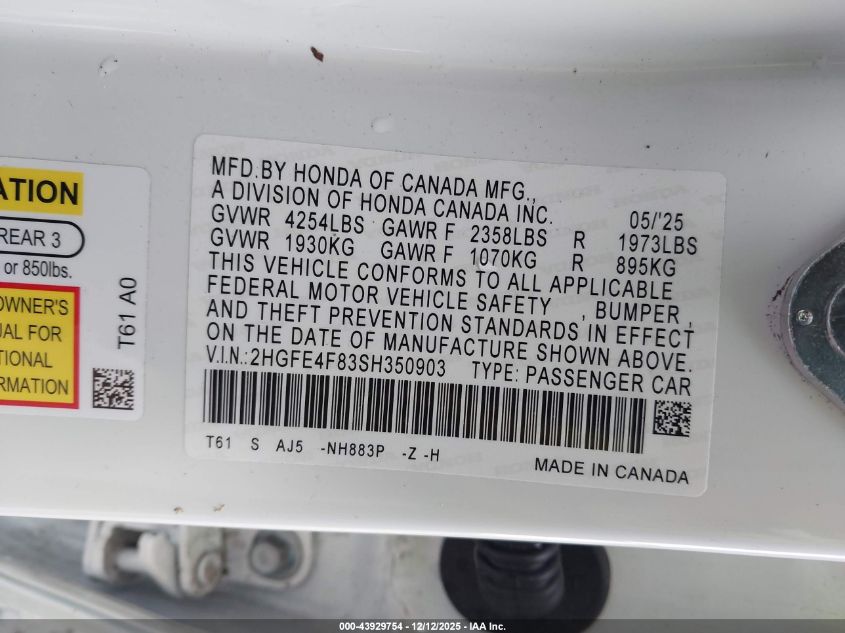 ATION
REAR 3
or 850lbs.
OWNER'S
UAL FOR
TIONAL
RMATION
T61 A0
MFD.BY HONDA OF CANADA MFG.,
A DIVISION OF HONDA CANADA INC. 05/'25
GVWR 4254LBS GAWR F 2358LBS R 1973LBS
GVWR 1930KG GAWR F 1070KG R 895KG
THIS VEHICLE CONFORMS TO ALL APPLICABLE
FEDERAL MOTOR VEHICLE SAFETY , BUMPER ,
AND THEFT PREVENTION STANDARDS IN EFFECT
ON THE DATE OF MANUFACTURE SHOWN ABOVE.
V.I.N.:2HGFE4F83SH350903 TYPE: PASSENGER CAR
T61 S AJ5 -NH883P -Z -H
MADE IN CANADA
000-43929754 - 12/12/2025 - IAA Inc.